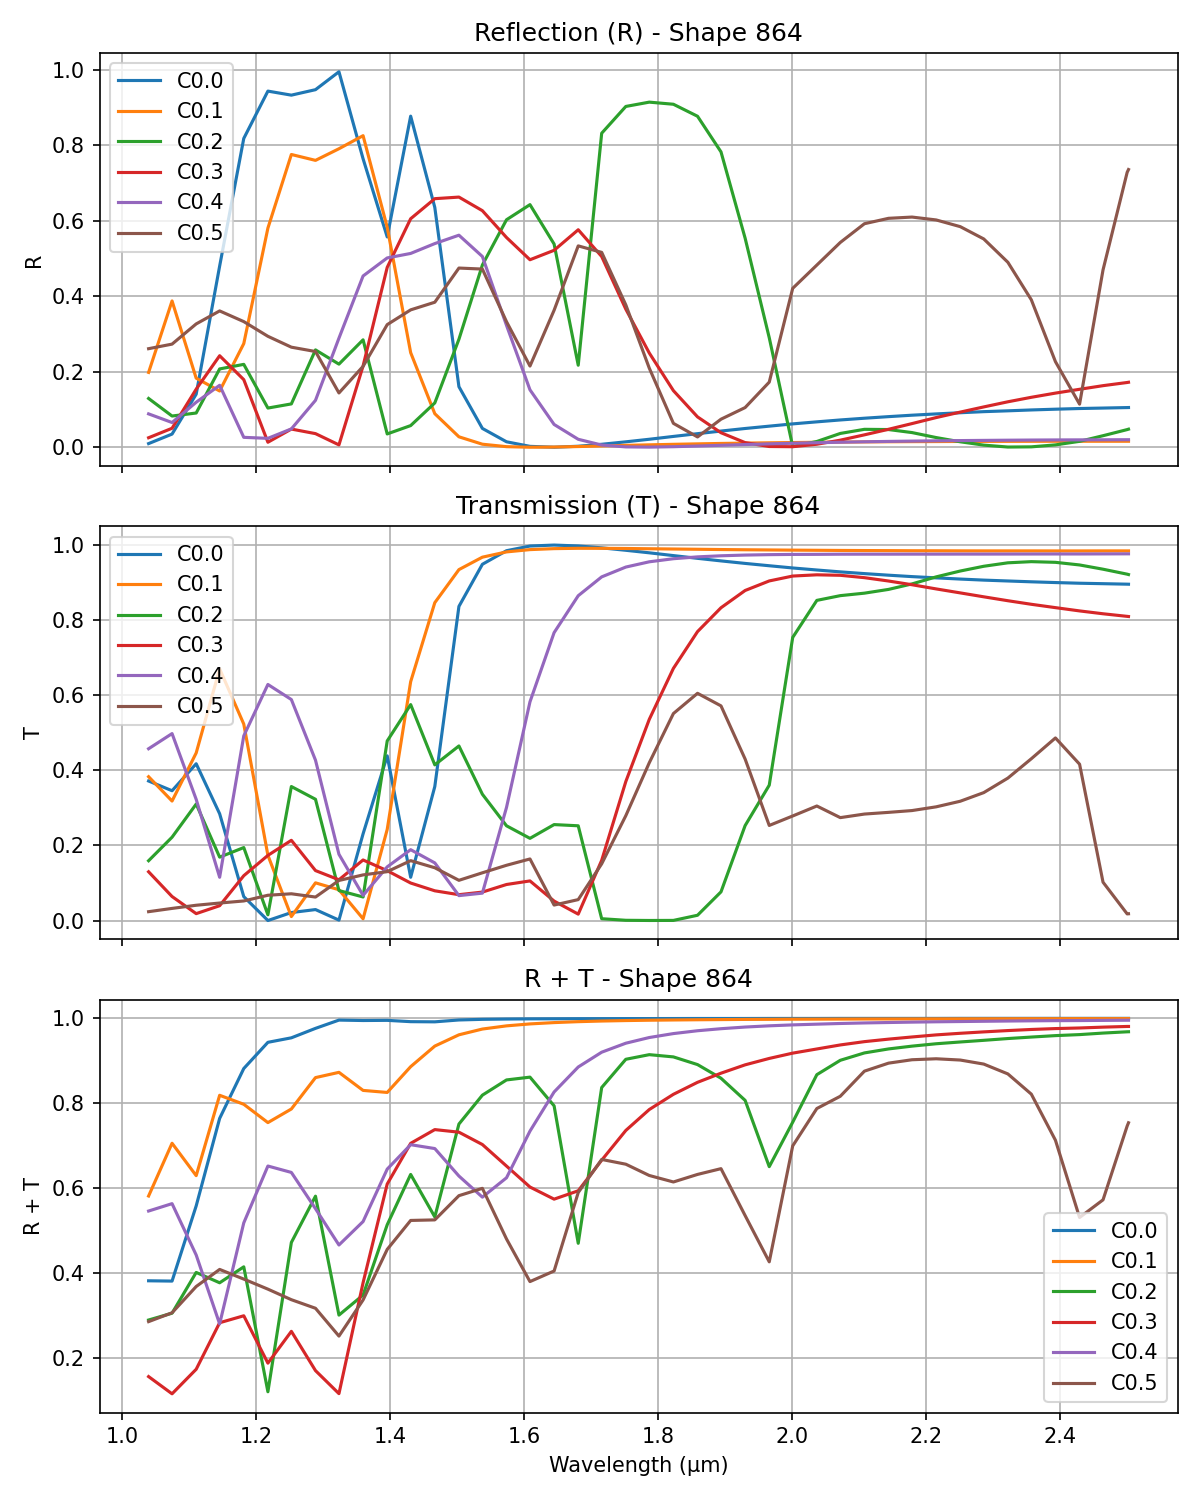 Reflection (R) - Shape 864
1.0
0.8
0.6
0.4
0.2
0.0
R
C0.0
C0.1
C0.2
C0.3
C0.4
C0.5
Transmission (T) - Shape 864
1.0
0.8
0.6
0.4
0.2
0.0
T
C0.0
C0.1
C0.2
C0.3
C0.4
C0.5
R + T - Shape 864
1.0
0.8
0.6
0.4
0.2
R + T
C0.0
C0.1
C0.2
C0.3
C0.4
C0.5
1.0 1.2 1.4 1.6 1.8 2.0 2.2 2.4
Wavelength (μm)